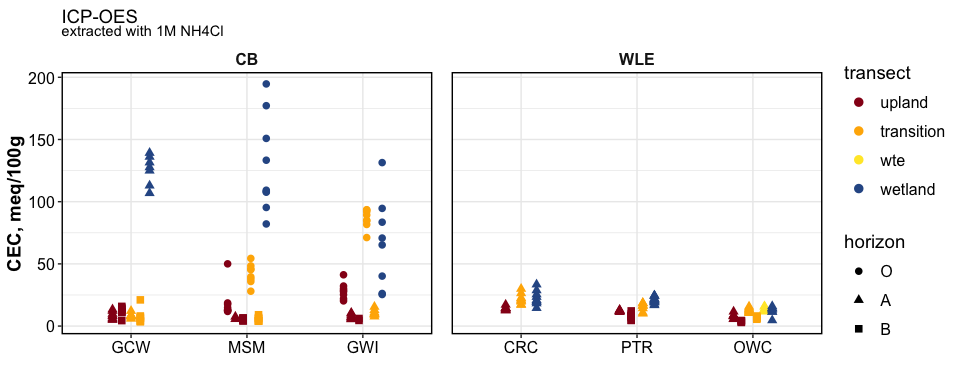 ICP-OES
extracted with 1M NH4Cl
CB
WLE
CEC, meq/100g
200
150
100
50
0
GCW
MSM
GWI
CRC
PTR
OWC
transect
upland
transition
wte
wetland
horizon
O
A
B